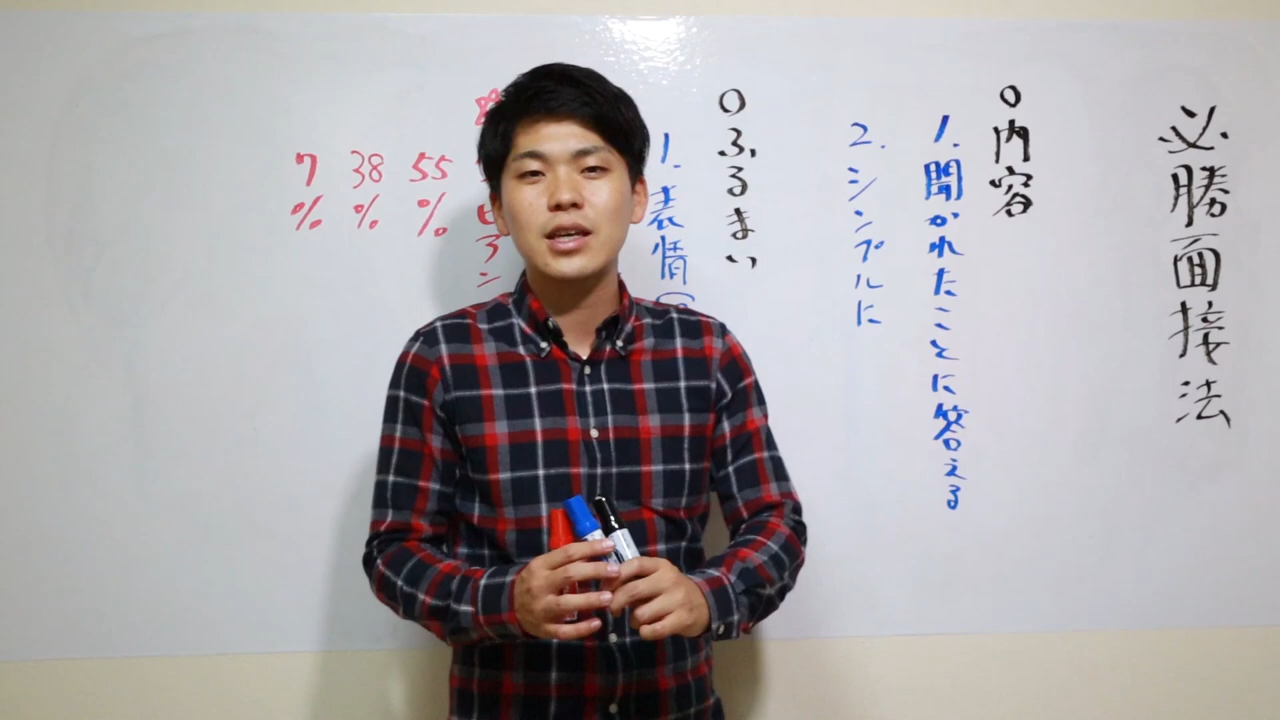 必勝面接法
○内容
1. 聞かれたことに答える
2. シンプルに
○ふるまい
1. 表情
55%
38%
7%